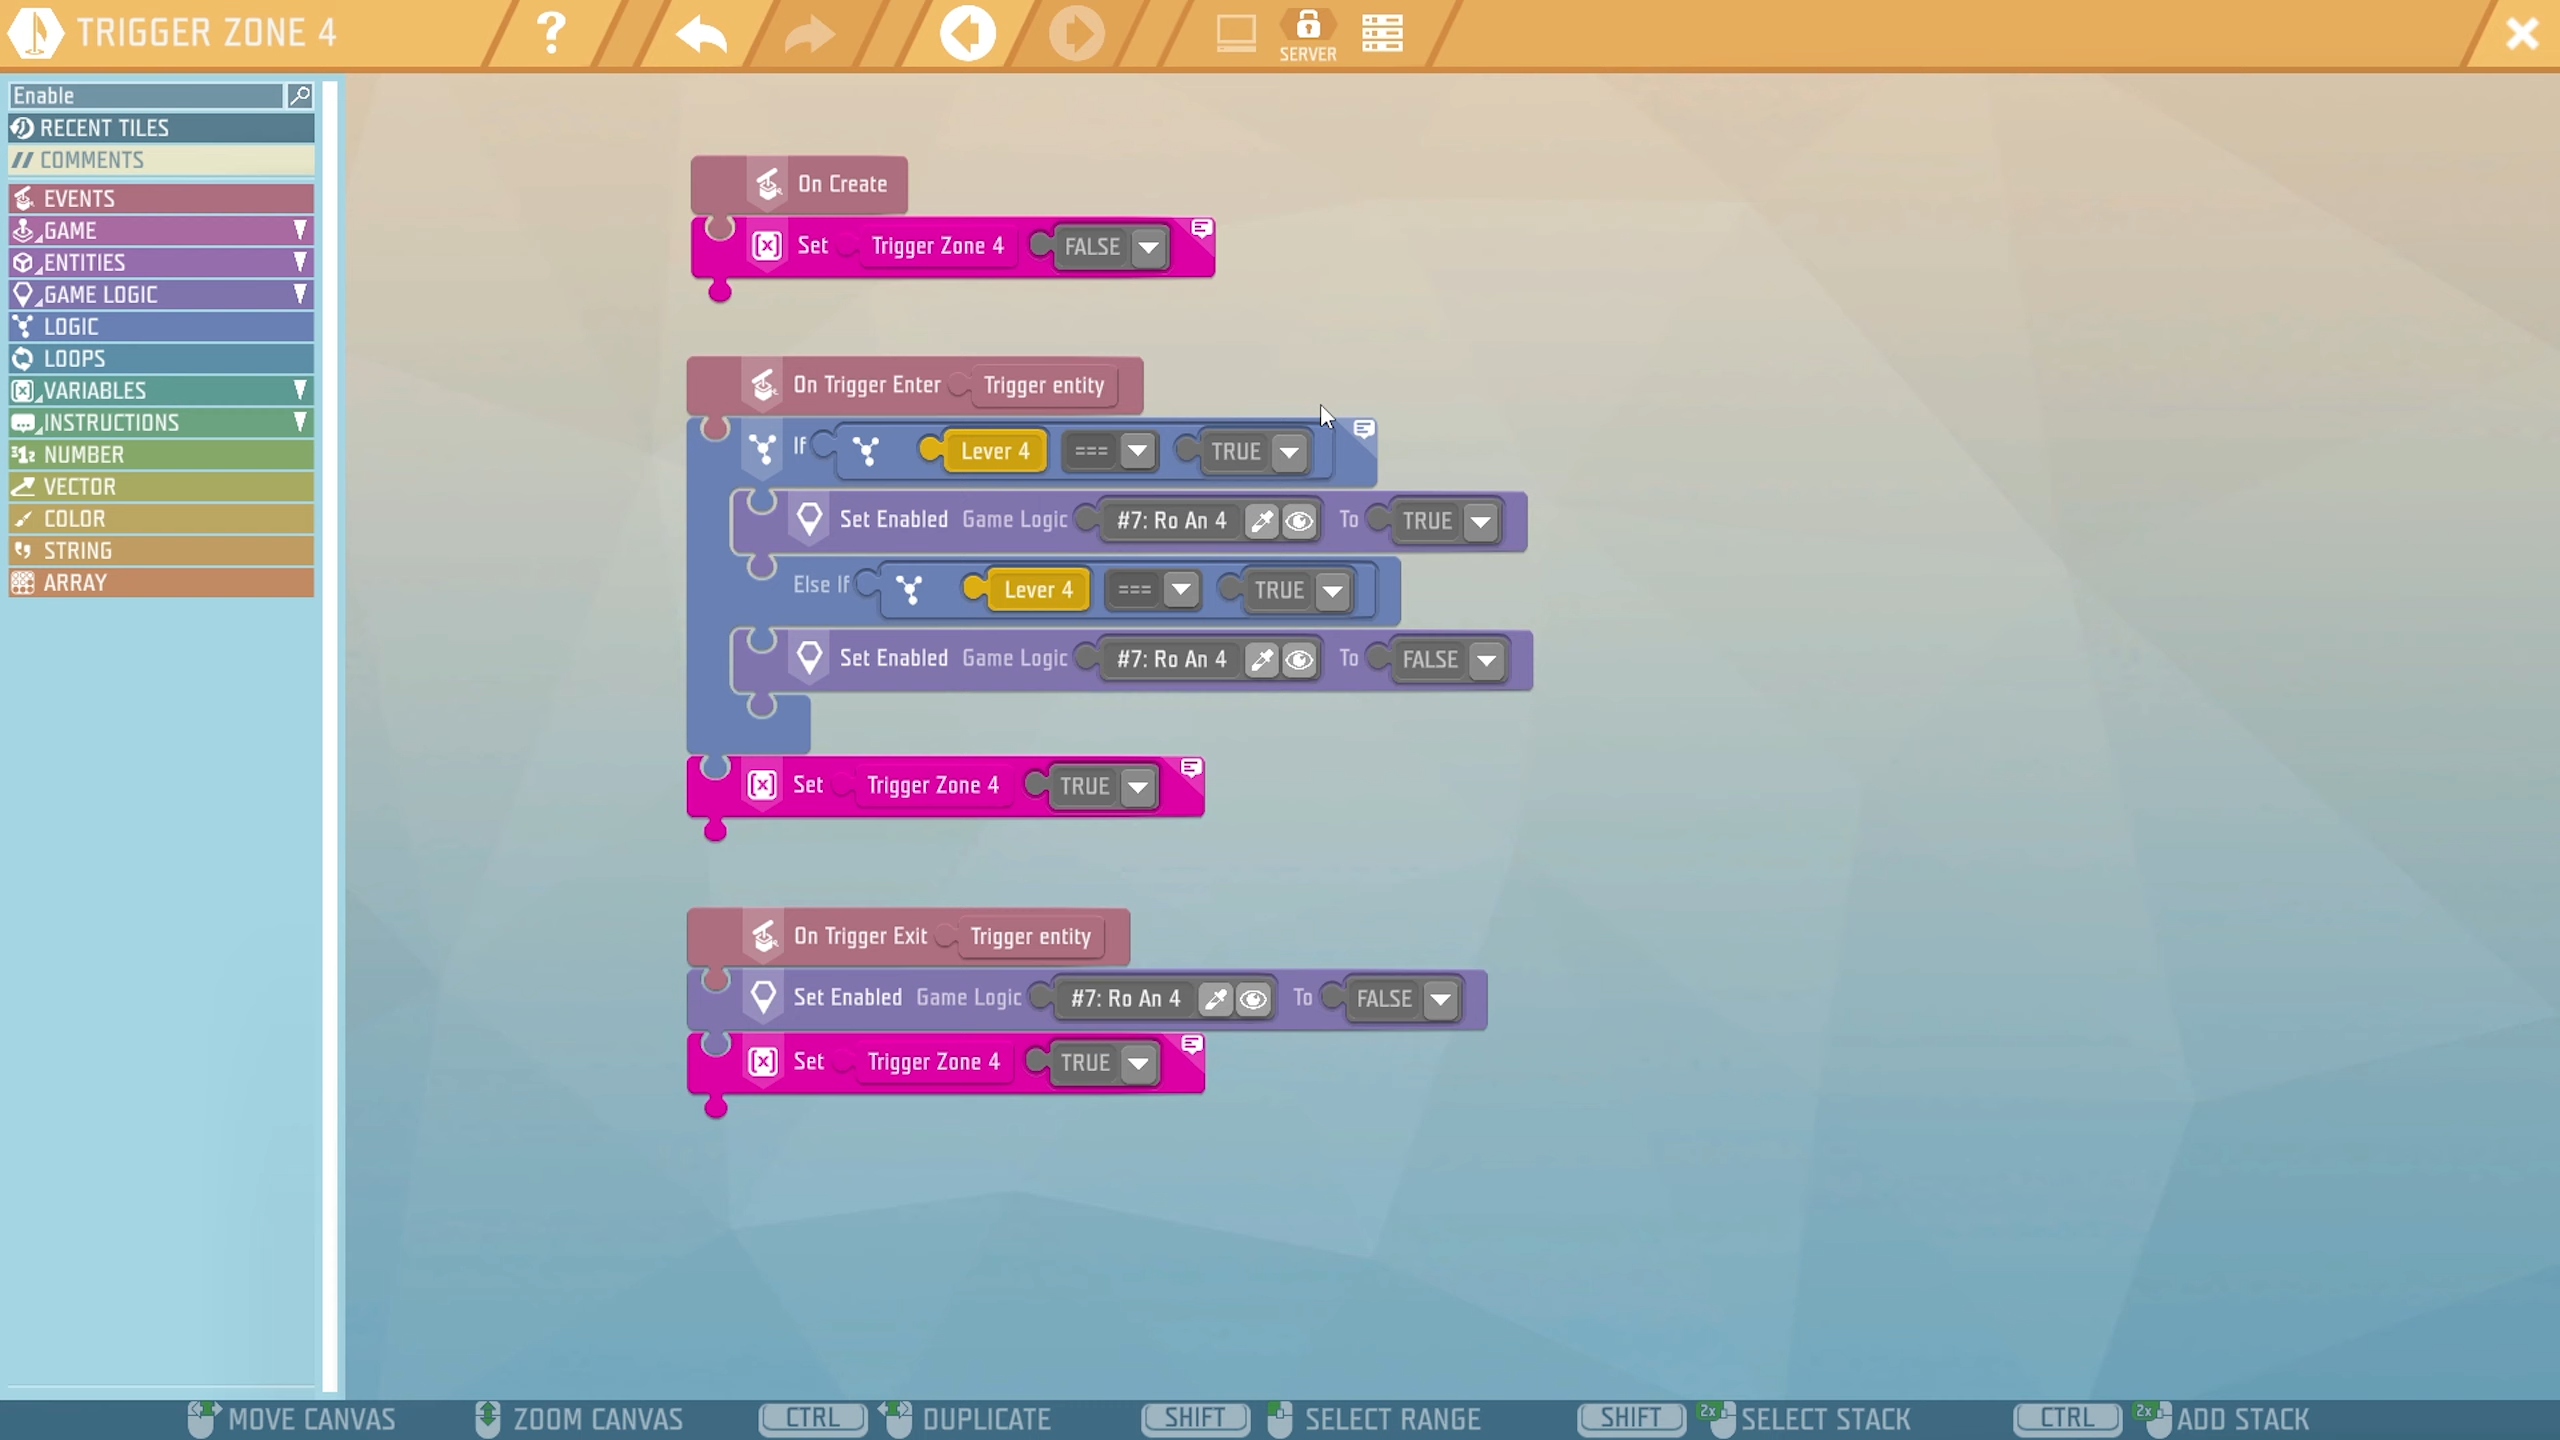 TRIGGER ZONE 4
?
SERVER
Enable
RECENT TILES
// COMMENTS
EVENTS
GAME
ENTITIES
GAME LOGIC
LOGIC
LOOPS
VARIABLES
INSTRUCTIONS
NUMBER
VECTOR
COLOR
STRING
ARRAY
On Create
Set Trigger Zone 4 FALSE
On Trigger Enter Trigger entity
If Lever 4 === TRUE
Set Enabled Game Logic #7: Ro An 4 To TRUE
Else If Lever 4 === TRUE
Set Enabled Game Logic #7: Ro An 4 To FALSE
Set Trigger Zone 4 TRUE
On Trigger Exit Trigger entity
Set Enabled Game Logic #7: Ro An 4 To FALSE
Set Trigger Zone 4 TRUE
MOVE CANVAS ZOOM CANVAS CTRL DUPLICATE SHIFT SELECT RANGE SHIFT 2x SELECT STACK CTRL 2x ADD STACK